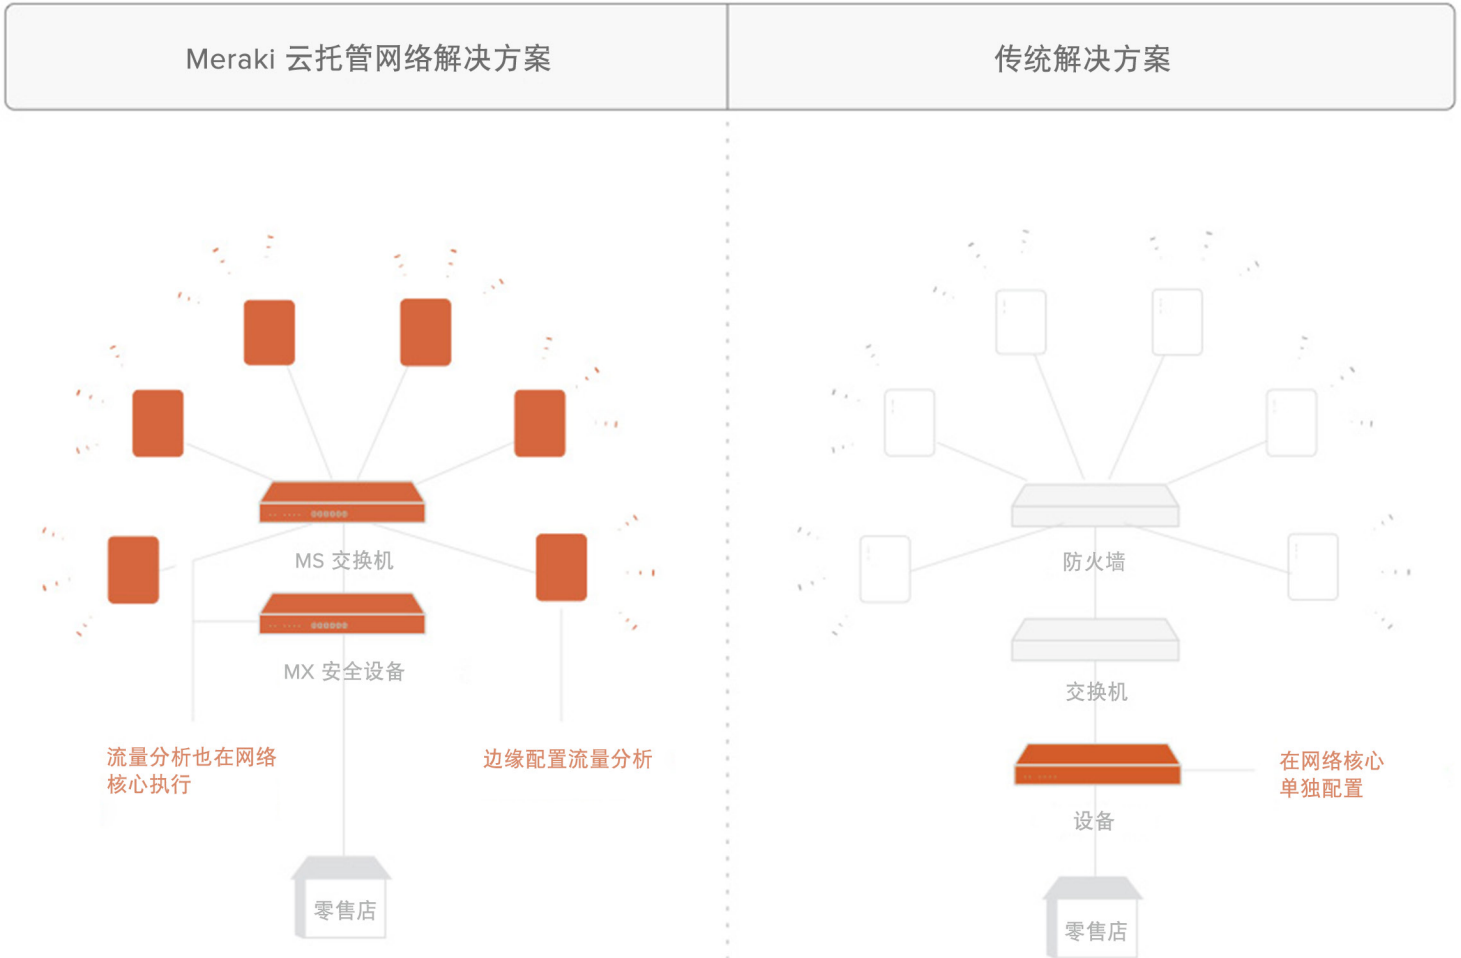 Meraki 云托管网络解决方案
传统解决方案
MS 交换机
MX 安全设备
流量分析也在网络
核心执行
边缘配置流量分析
零售店
防火墙
交换机
设备
在网络核心
单独配置
零售店